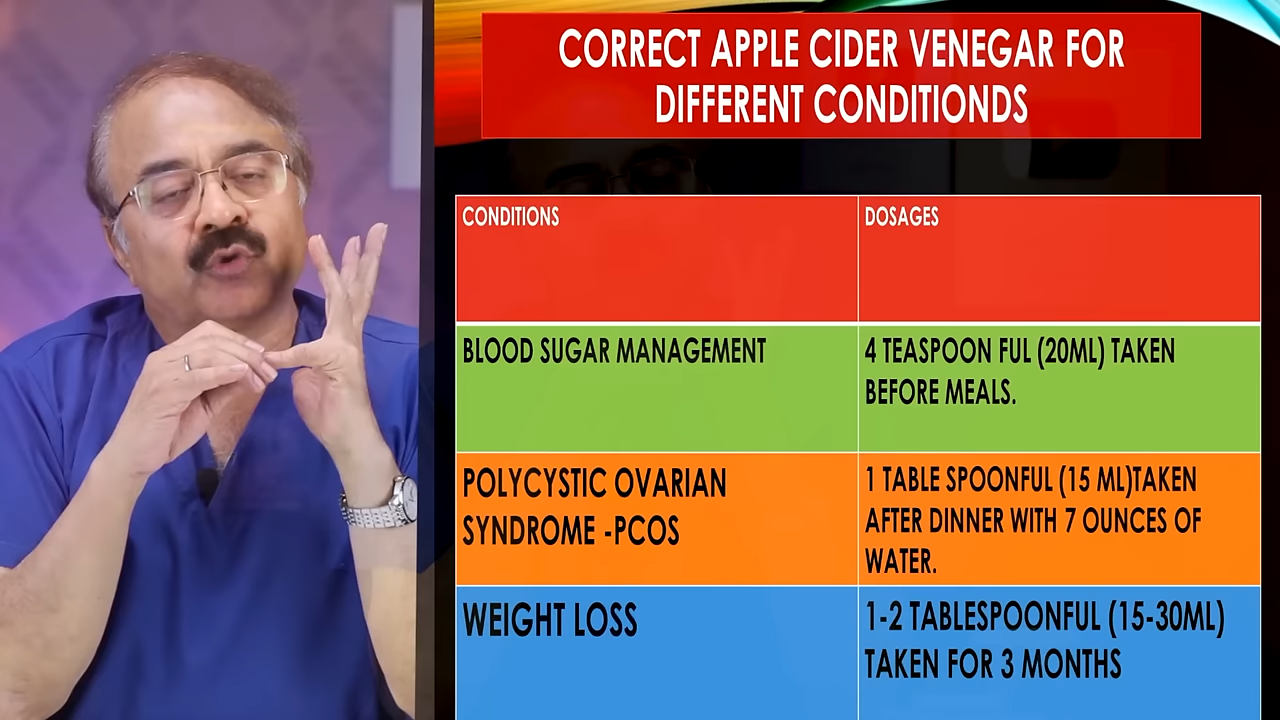 CORRECT APPLE CIDER VENEGAR FOR
DIFFERENT CONDITIONDS
CONDITIONS
DOSAGES
BLOOD SUGAR MANAGEMENT
4 TEASPOON FUL (20ML) TAKEN
BEFORE MEALS.
POLYCYSTIC OVARIAN
SYNDROME -PCOS
1 TABLE SPOONFUL (15 ML)TAKEN
AFTER DINNER WITH 7 OUNCES OF
WATER.
WEIGHT LOSS
1-2 TABLESPOONFUL (15-30ML)
TAKEN FOR 3 MONTHS